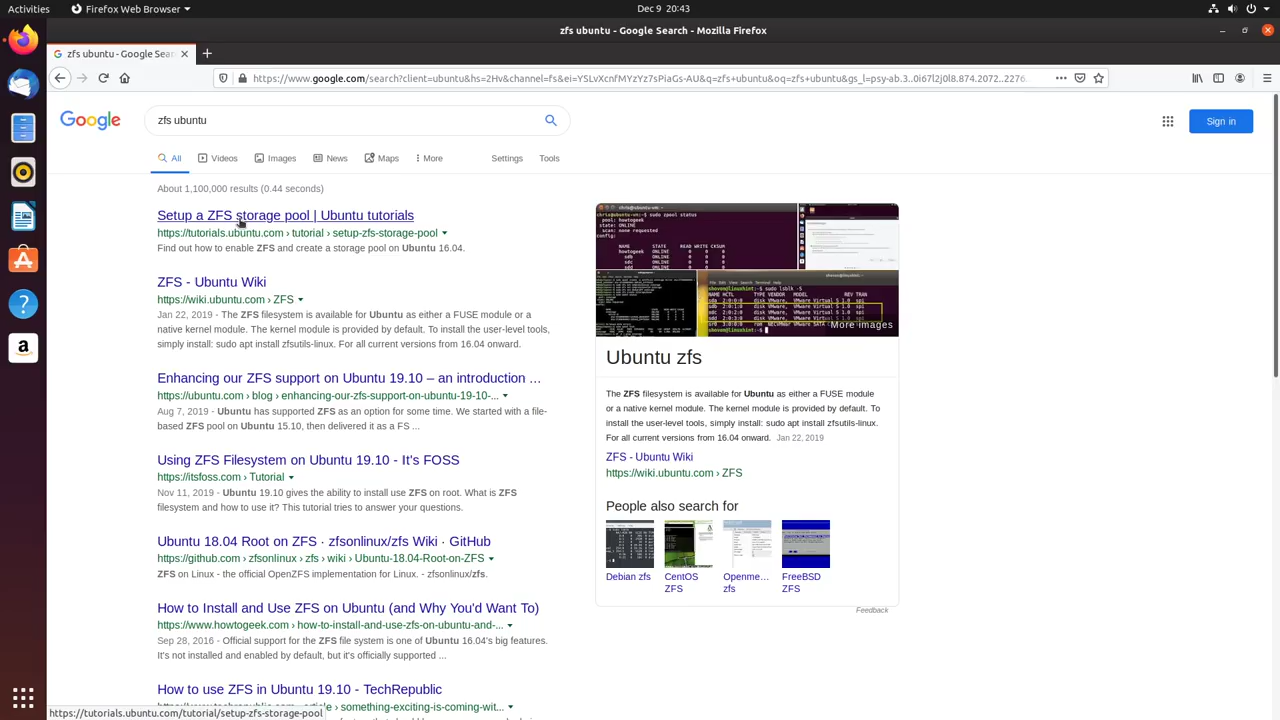 Activities
Firefox Web Browser
Dec 9 20:43
zfs ubuntu - Google Search - Mozilla Firefox
zfs ubuntu - Google Sear
https://www.google.com/search?client=ubuntu&hs=2Hv&channel=fs&ei=YSLvXcnfMYzYz7sPiaGs-AU&q=zfs+ubuntu&oq=zfs+ubuntu&gs_l=psy-ab.3..0i67l2j0l8.874.2072..2276.
Google
zfs ubuntu
Sign in
All
Videos
Images
News
Maps
More
Settings
Tools
About 1,100,000 results (0.44 seconds)
Setup a ZFS storage pool | Ubuntu tutorials
https://tutorials.ubuntu.com › tutorial › setup-zfs-storage-pool
Find out how to enable ZFS and create a storage pool on Ubuntu 16.04.
ZFS - Ubuntu Wiki
https://wiki.ubuntu.com › ZFS
Jan 22, 2019 - The ZFS filesystem is available for Ubuntu as either a FUSE module or a
native kernel module. The kernel module is provided by default. To install the user-level tools,
simply install: sudo apt install zfsutils-linux. For all current versions from 16.04 onward.
Enhancing our ZFS support on Ubuntu 19.10 – an introduction ...
https://ubuntu.com › blog › enhancing-our-zfs-support-on-ubuntu-19-10-...
Aug 7, 2019 - Ubuntu has supported ZFS as an option for some time. We started with a file-
based ZFS pool on Ubuntu 15.10, then delivered it as a FS ...
Using ZFS Filesystem on Ubuntu 19.10 - It's FOSS
https://itsfoss.com › Tutorial
Nov 11, 2019 - Ubuntu 19.10 gives the ability to install use ZFS on root. What is ZFS
filesystem and how to use it? This tutorial tries to answer your questions.
Ubuntu 18.04 Root on ZFS · zfsonlinux/zfs Wiki · GitHub
https://github.com › zfsonlinux › zfs › wiki › Ubuntu-18.04-Root-on-ZFS
ZFS on Linux - the official OpenZFS implementation for Linux. - zfsonlinux/zfs.
How to Install and Use ZFS on Ubuntu (and Why You'd Want To)
https://www.howtogeek.com › how-to-install-and-use-zfs-on-ubuntu-and-...
Sep 28, 2016 - Official support for the ZFS file system is one of Ubuntu 16.04's big features.
It's not installed and enabled by default, but it's officially supported ...
How to use ZFS in Ubuntu 19.10 - TechRepublic
https://www.techrepublic.com › article › something-exciting-is-coming-wit...
https://tutorials.ubuntu.com/tutorial/setup-zfs-storage-pool
More images
Ubuntu zfs
The ZFS filesystem is available for Ubuntu as either a FUSE module
or a native kernel module. The kernel module is provided by default. To
install the user-level tools, simply install: sudo apt install zfsutils-linux.
For all current versions from 16.04 onward. Jan 22, 2019
ZFS - Ubuntu Wiki
https://wiki.ubuntu.com › ZFS
People also search for
Debian zfs
CentOS
ZFS
Openme...
zfs
FreeBSD
ZFS
Feedback